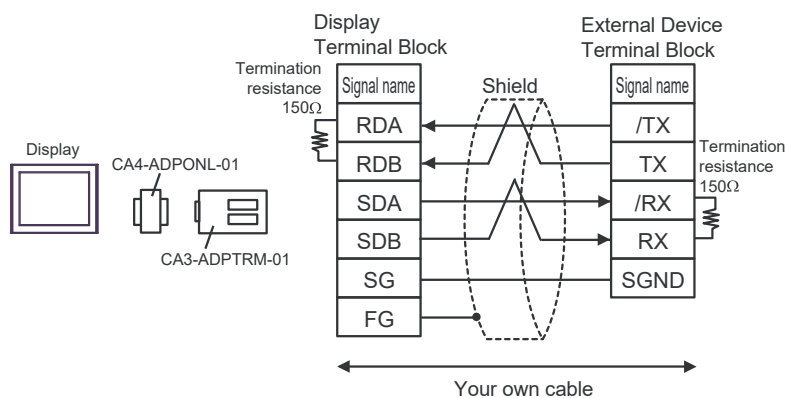 Display
Terminal Block
External Device
Terminal Block
Termination
resistance
150Ω
Signal name
Shield
Signal name
RDA
/TX
RDB
TX
Termination
resistance
150Ω
Display
CA4-ADPONL-01
SDA
/RX
SDB
RX
CA3-ADPTRM-01
SG
SGND
FG
Your own cable